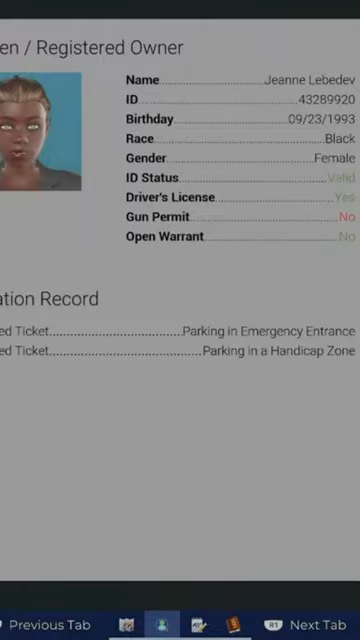 en / Registered Owner
Name Jeanne Lebedev
ID 43289920
Birthday 09/23/1993
Race Black
Gender Female
ID Status Valid
Driver's License Yes
Gun Permit No
Open Warrant No
ation Record
ed Ticket Parking in Emergency Entrance
ed Ticket Parking in a Handicap Zone
Previous Tab R1 Next Tab